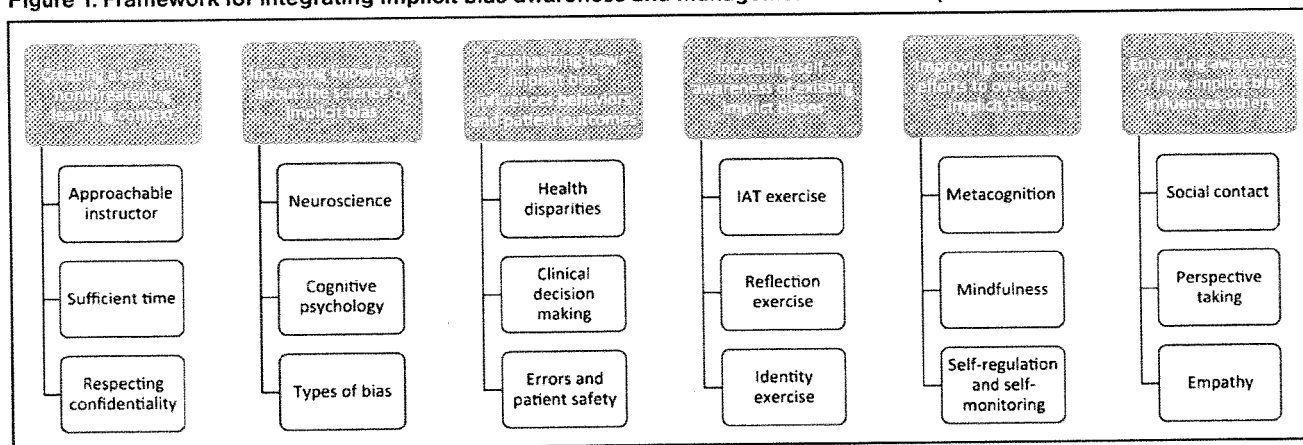 Figure 1. Framework for integrating implicit bias awareness and management
Creating a safe and
nonthreatening
learning context
Approachable
instructor
Sufficient time
Respecting
confidentiality
Increasing knowledge
about the science of
implicit bias
Neuroscience
Cognitive
psychology
Types of bias
Emphasizing how
implicit bias
influences behaviors
and patient outcomes
Health
disparities
Clinical
decision
making
Errors and
patient safety
Increasing self-
awareness of existing
implicit biases
IAT exercise
Reflection
exercise
Identity
exercise
Improving conscious
efforts to overcome
implicit bias
Metacognition
Mindfulness
Self-regulation
and self-
monitoring
Enhancing awareness
of how implicit bias
influences others
Social contact
Perspective
taking
Empathy